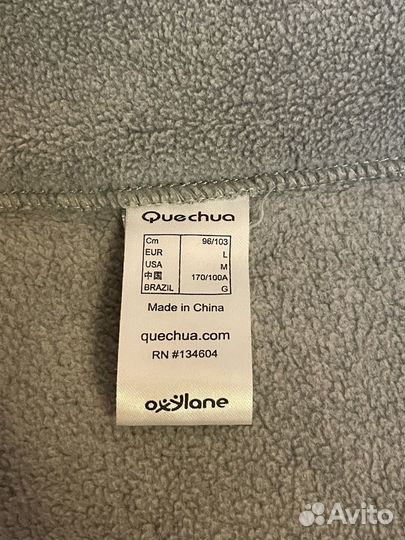 Quechua
Cm 96/103
EUR L
USA M
中国 170/100A
BRAZIL G
Made in China
quechua.com
RN #134604
oxylane
Avito